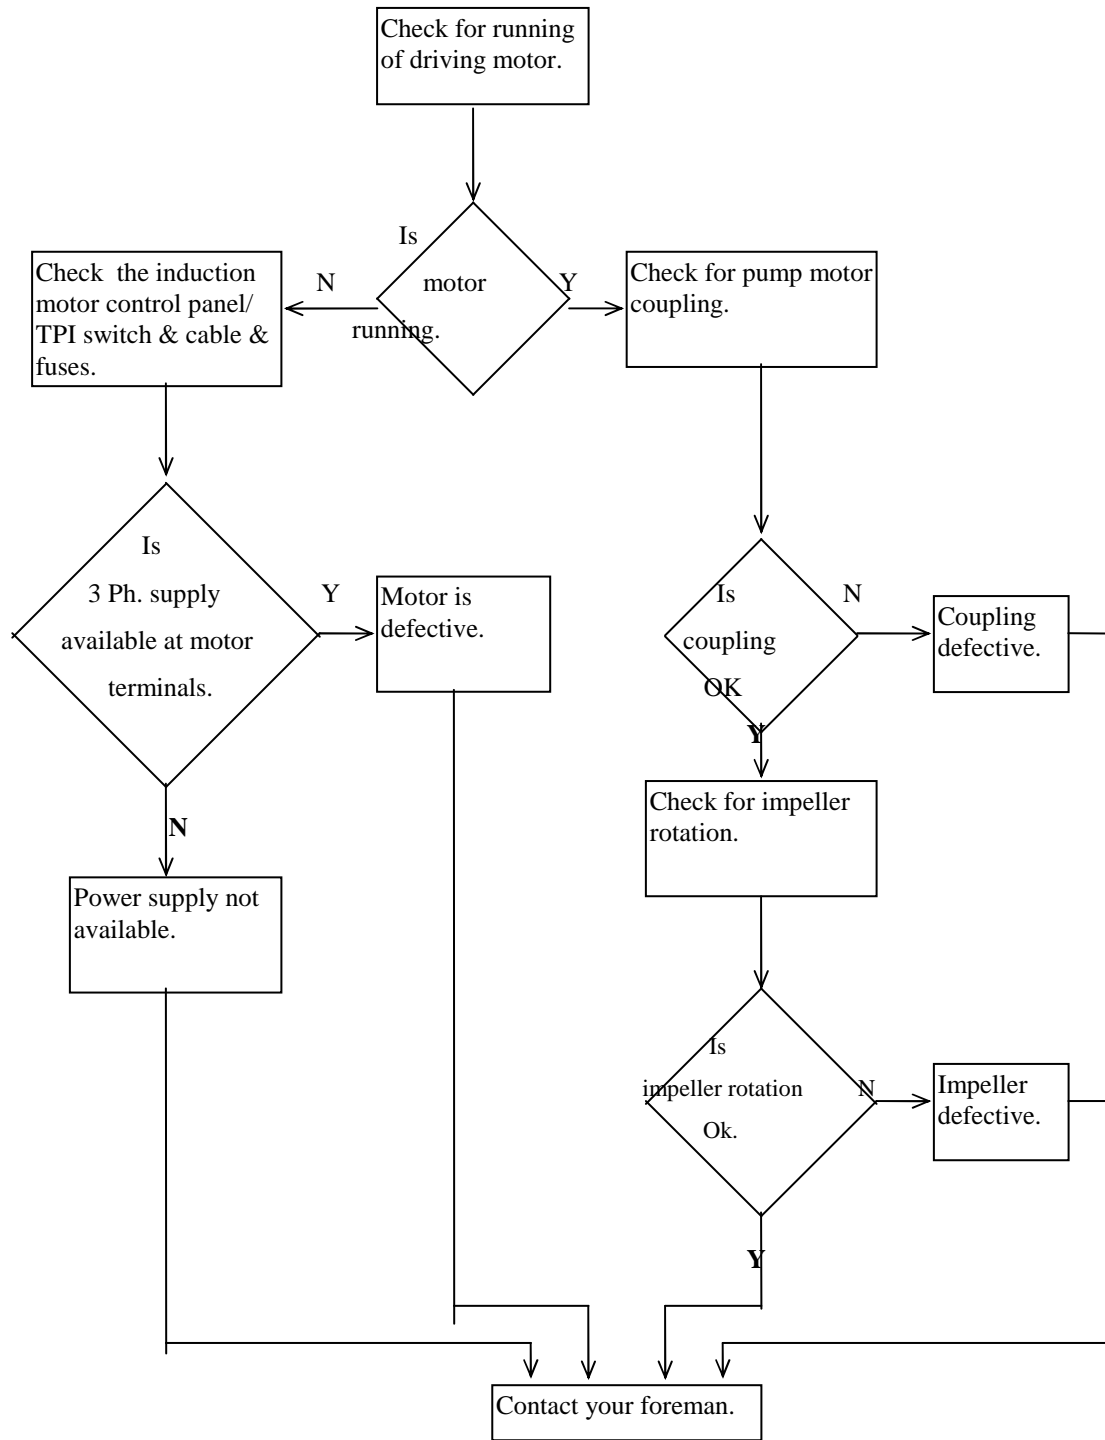 Check for running
of driving motor.
Is
motor
running.
N
Y
Check  the induction
motor control panel/
TPI switch & cable &
fuses.
Check for pump motor
coupling.
Is
3 Ph. supply
available at motor
terminals.
Y
Motor is
defective.
N
Power supply not
available.
Is
coupling
OK
N
Coupling
defective.
Y
Check for impeller
rotation.
Is
impeller rotation
Ok.
N
Impeller
defective.
Y
Contact your foreman.